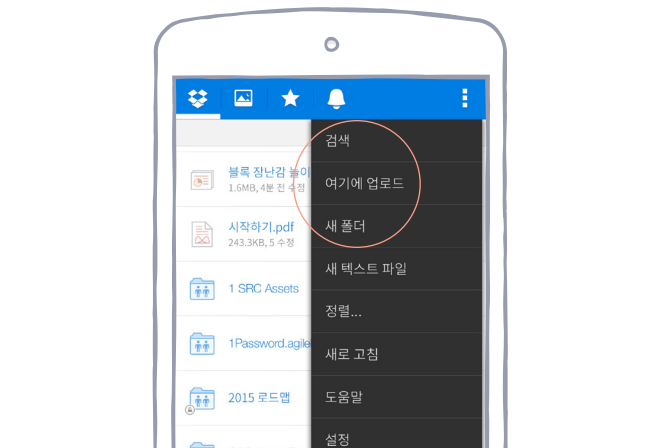 검색
블록 장난감 놀이
1.6MB, 4분 전 수정
여기에 업로드
시작하기.pdf
243.3KB, 5 수정
새 폴더
새 텍스트 파일
1 SRC Assets
정렬...
1Password.agile
새로 고침
2015 로드맵
도움말
설정